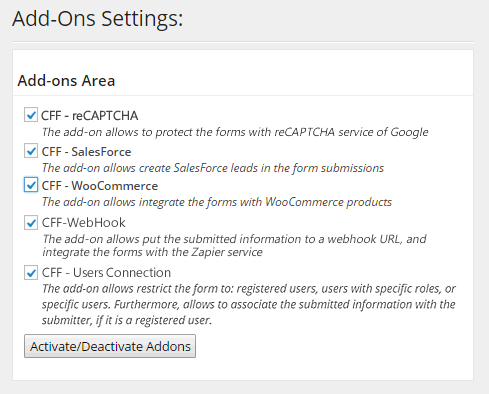 Add-Ons Settings:
Add-ons Area
CFF - reCAPTCHA
The add-on allows to protect the forms with reCAPTCHA service of Google
CFF - SalesForce
The add-on allows create SalesForce leads in the form submissions
CFF - WooCommerce
The add-on allows integrate the forms with WooCommerce products
CFF-WebHook
The add-on allows put the submitted information to a webhook URL, and
integrate the forms with the Zapier service
CFF - Users Connection
The add-on allows restrict the form to: registered users, users with specific roles, or
specific users. Furthermore, allows to associate the submitted information with the
submitter, if it is a registered user.
Activate/Deactivate Addons